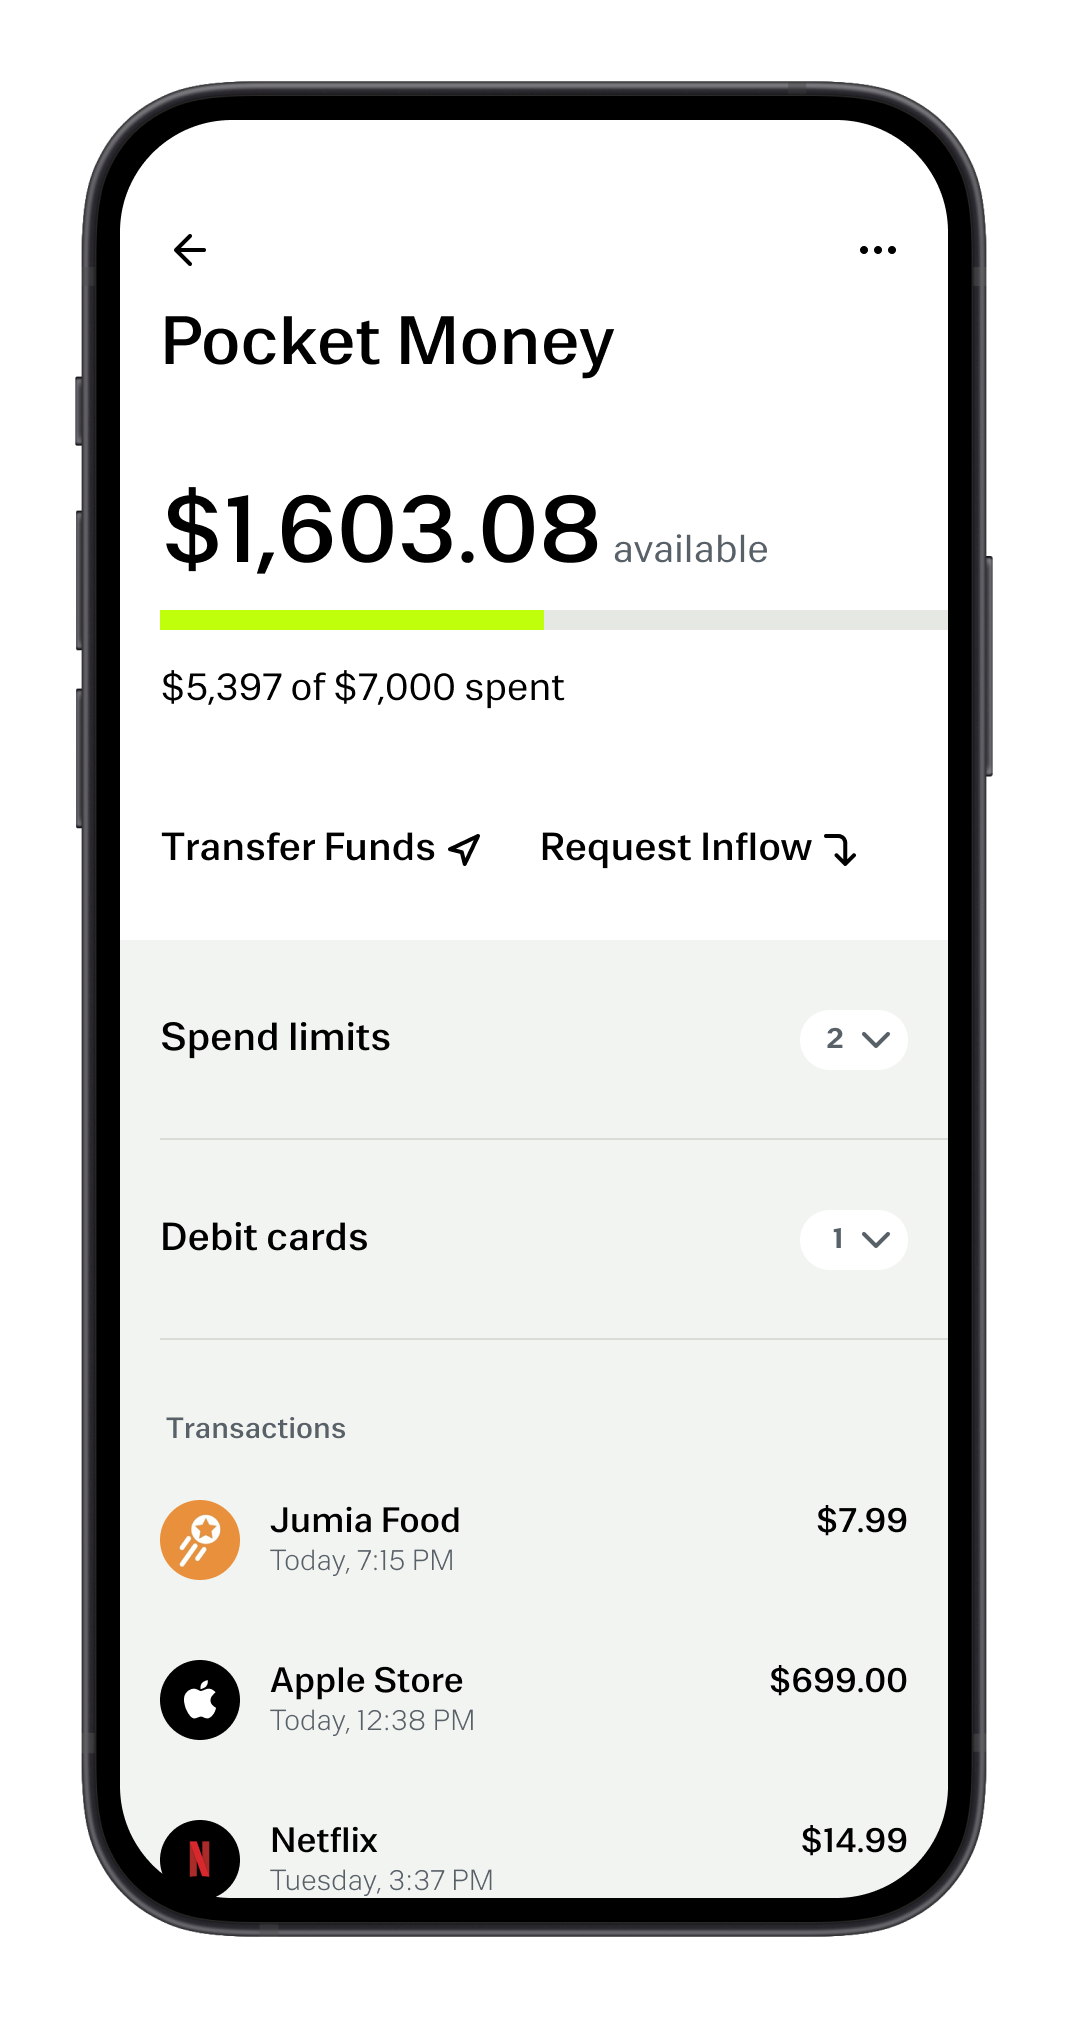 Pocket Money
$1,603.08 available
$5,397 of $7,000 spent
Transfer Funds Request Inflow
Spend limits 2
Debit cards 1
Transactions
Jumia Food $7.99
Today, 7:15 PM
Apple Store $699.00
Today, 12:38 PM
N
Netflix $14.99
Tuesday, 3:37 PM